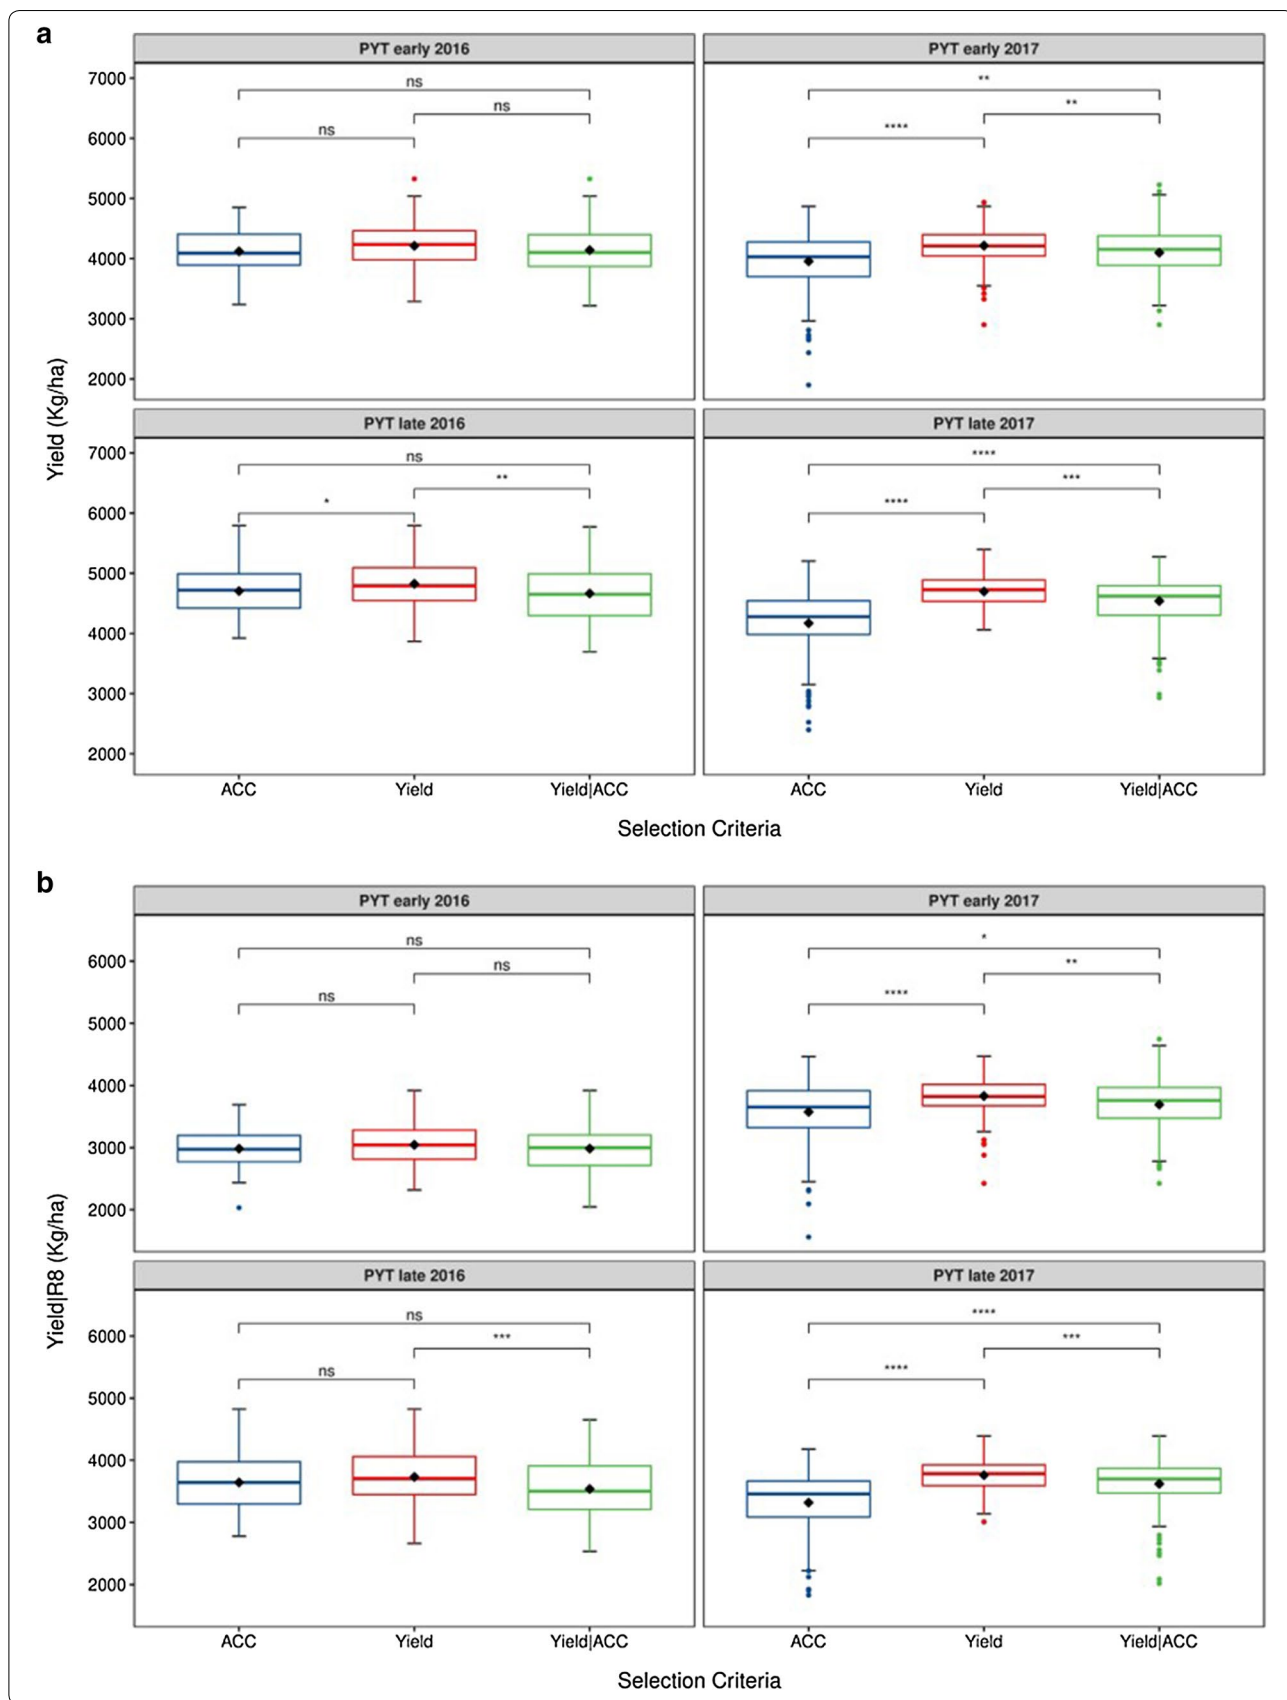 a
PYT early 2016
PYT early 2017
7000
6000
5000
4000
3000
2000
ns
ns
ns
**
**
****
Yield (Kg/ha)
PYT late 2016
PYT late 2017
7000
6000
5000
4000
3000
2000
ns
**
*
****
***
****
ACC
Yield
Yield|ACC
ACC
Yield
Yield|ACC
Selection Criteria
b
PYT early 2016
PYT early 2017
6000
5000
4000
3000
2000
ns
ns
ns
*
**
****
Yield|R8 (Kg/ha)
PYT late 2016
PYT late 2017
6000
5000
4000
3000
2000
ns
***
ns
****
***
****
ACC
Yield
Yield|ACC
ACC
Yield
Yield|ACC
Selection Criteria